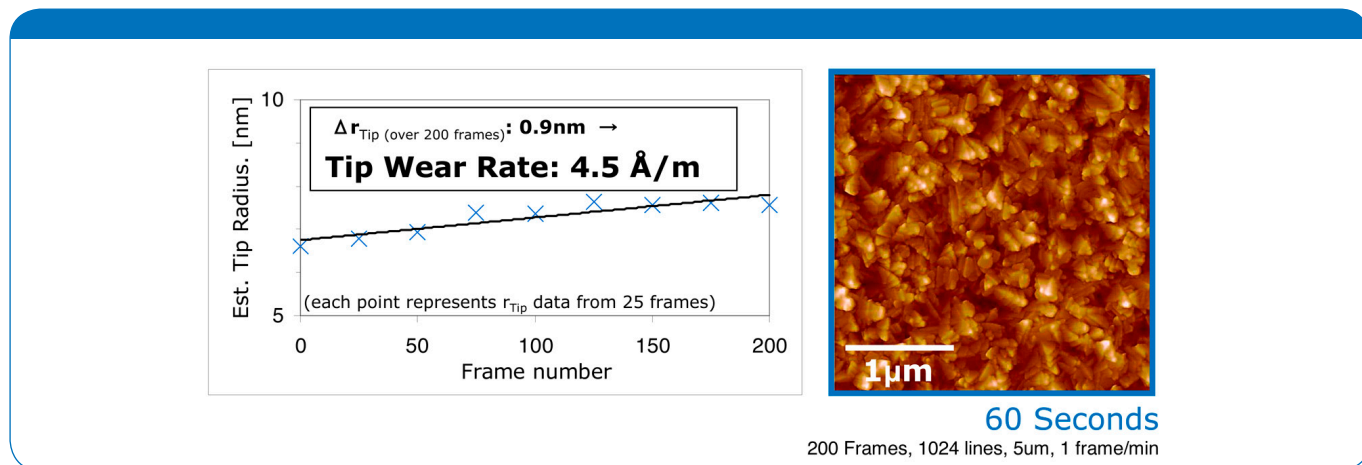 10
Δ rTip (over 200 frames): 0.9nm →
Tip Wear Rate: 4.5 Å/m
Est. Tip Radius. [nm]
(each point represents rTip data from 25 frames)
5
0 50 100 150 200
Frame number
1µm
60 Seconds
200 Frames, 1024 lines, 5um, 1 frame/min